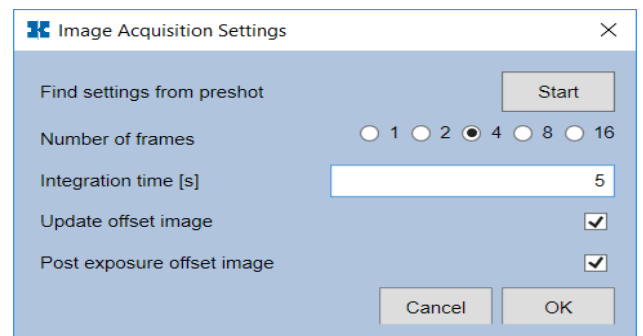 Image Acquisition Settings
Find settings from preshot Start
Number of frames 1 2 4 8 16
Integration time [s] 5
Update offset image
Post exposure offset image
Cancel OK